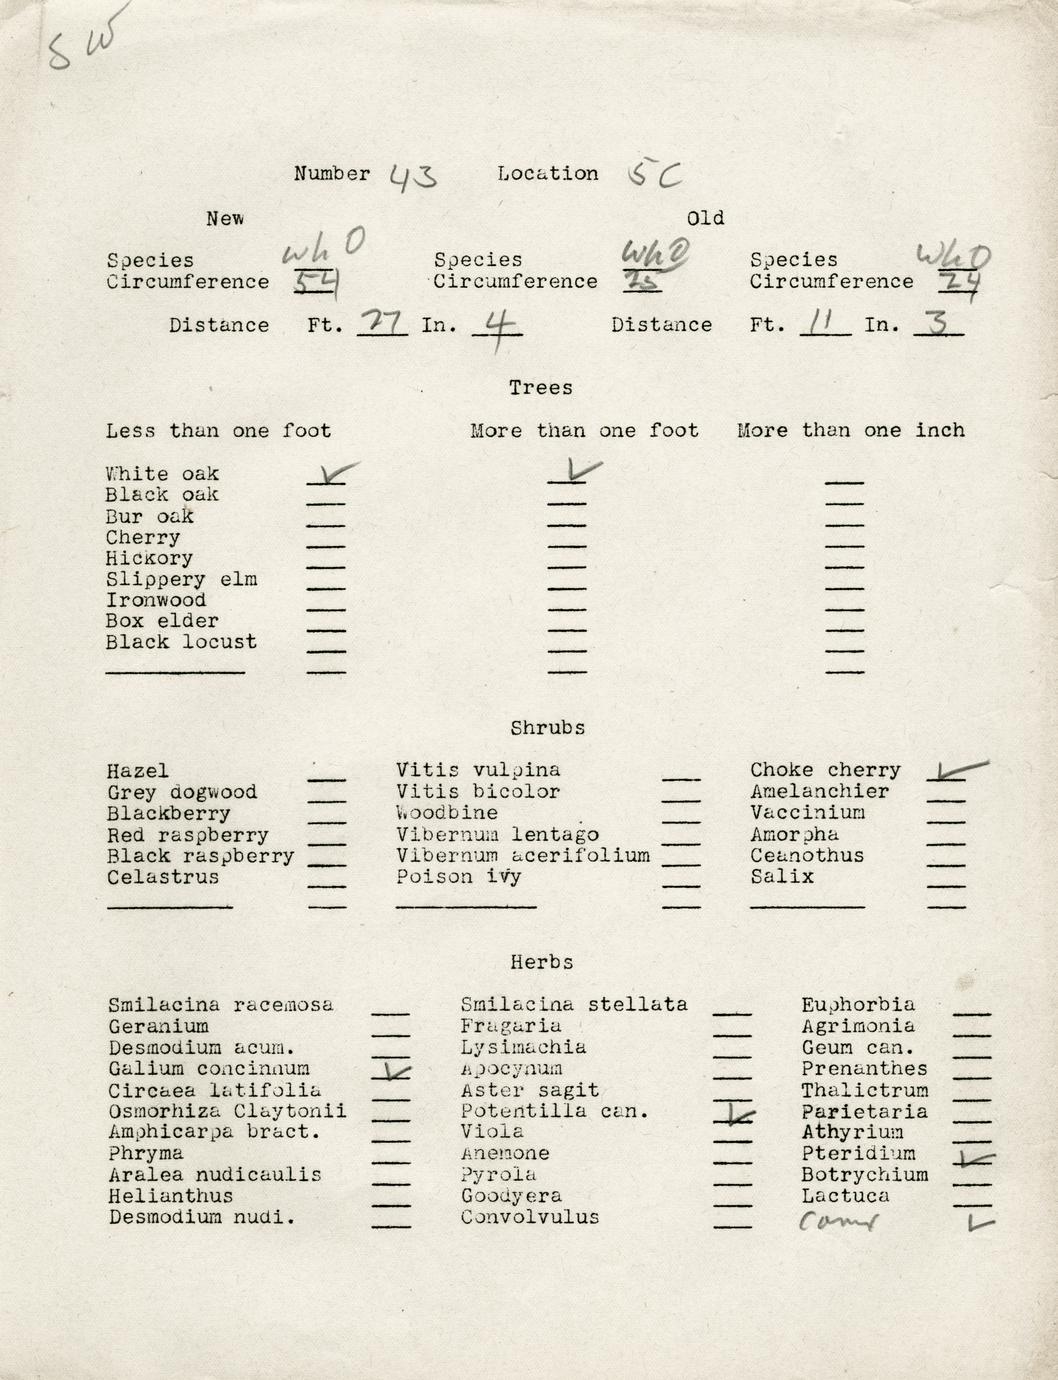 SW
Number 43 Location 5C
New Old
Species wh O Species Wh O Species Wh O
Circumference 54 Circumference 25 Circumference 24
Distance Ft. 27 In. 4 Distance Ft. 11 In. 3
Trees
Less than one foot More than one foot More than one inch
White oak ✓ ✓
Black oak
Bur oak
Cherry
Hickory
Slippery elm
Ironwood
Box elder
Black locust
Shrubs
Hazel Vitis vulpina Choke cherry ✓
Grey dogwood Vitis bicolor Amelanchier
Blackberry Woodbine Vaccinium
Red raspberry Vibernum lentago Amorpha
Black raspberry Vibernum acerifolium Ceanothus
Celastrus Poison ivy Salix
Herbs
Smilacina racemosa Smilacina stellata Euphorbia
Geranium Fragaria Agrimonia
Desmodium acum. Lysimachia Geum can.
Galium concinnum ✓ Apocynum Prenanthes
Circaea latifolia Aster sagit Thalictrum
Osmorhiza Claytonii Potentilla can. ✓ Parietaria
Amphicarpa bract. Viola Athyrium
Phryma Anemone Pteridium ✓
Aralea nudicaulis Pyrola Botrychium
Helianthus Goodyera Lactuca
Desmodium nudi. Convolvulus ✓